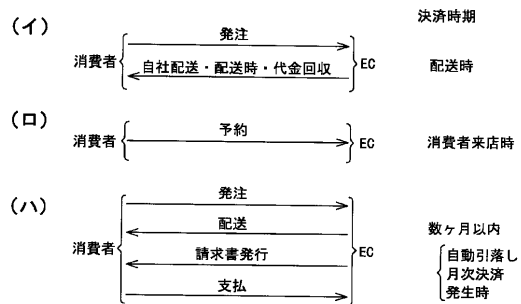 決済時期
(イ)
発注
消費者
自社配送・配送時・代金回収
EC
配送時
(ロ)
予約
消費者
EC
消費者来店時
(ハ)
発注
配送
消費者
請求書発行
EC
支払
数ヶ月以内
自動引落し
月次決済
発生時